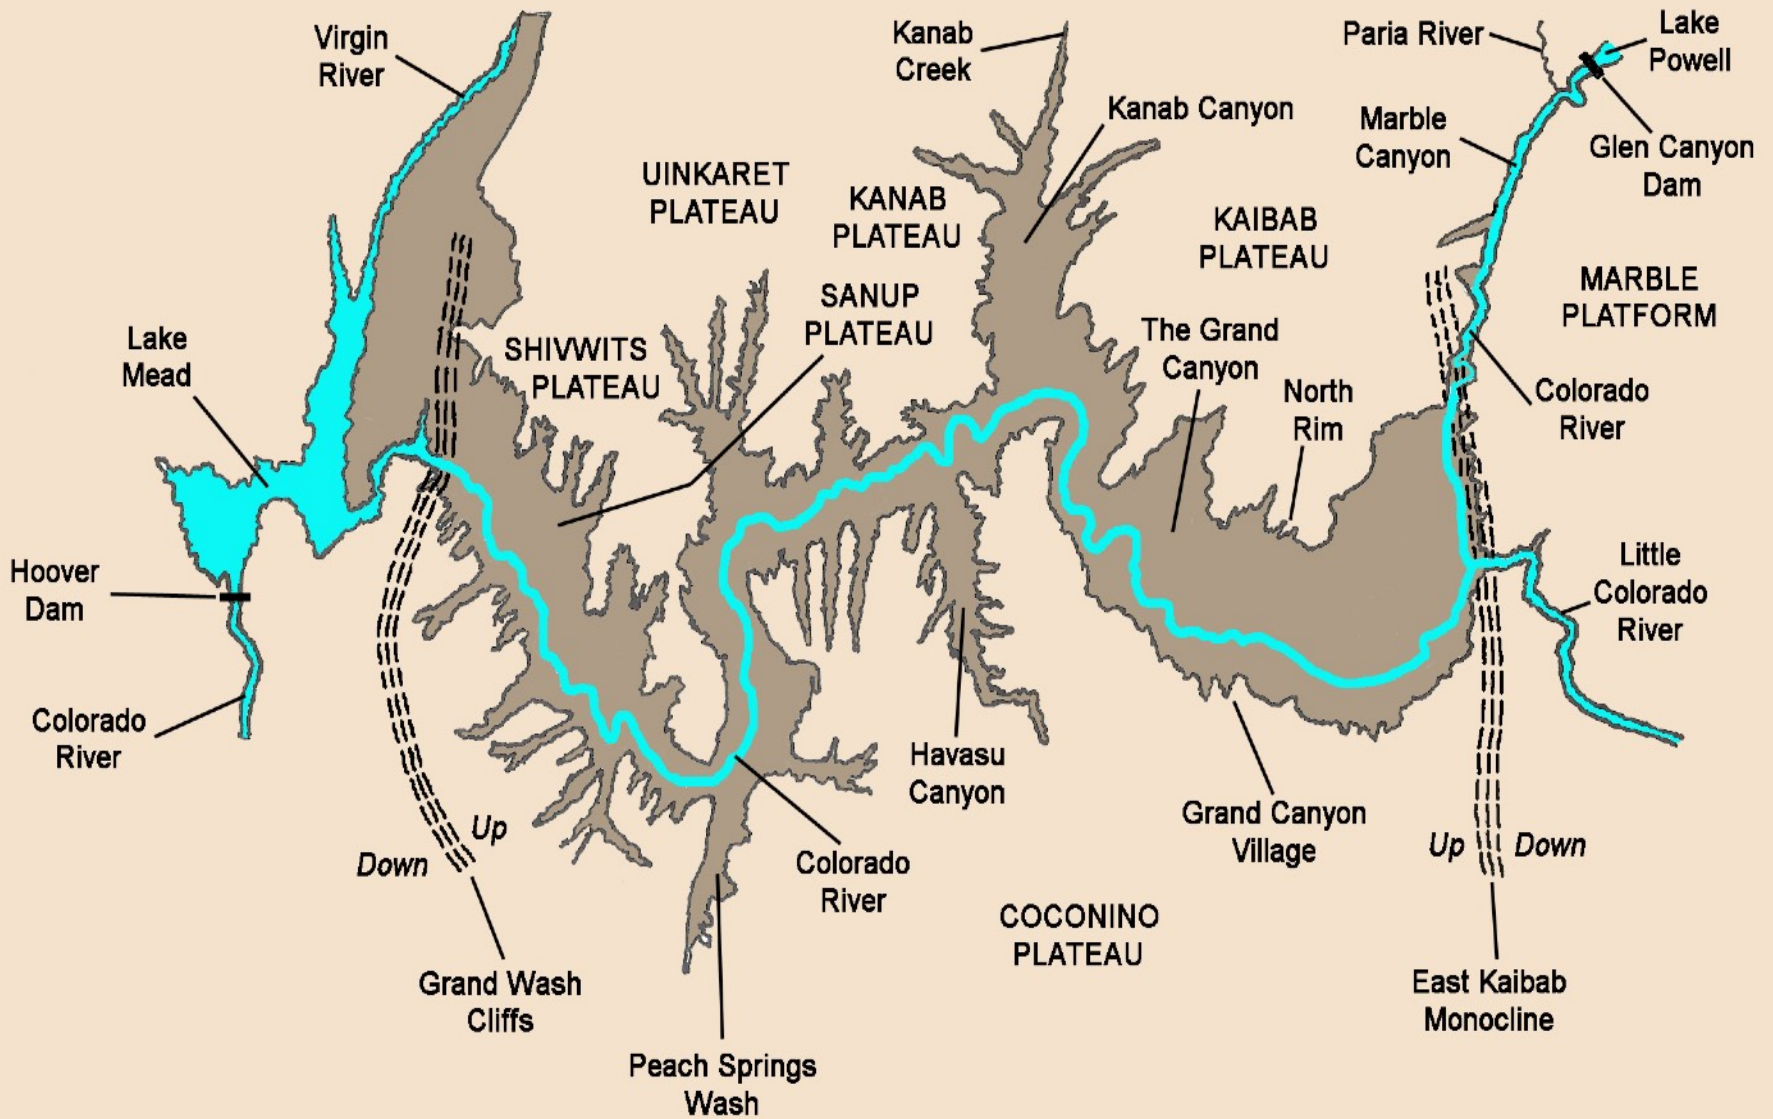 Virgin
River
Kanab
Creek
Paria River
Lake
Powell
Kanab Canyon
Marble
Canyon
Glen Canyon
Dam
UINKARET
PLATEAU
KANAB
PLATEAU
KAIBAB
PLATEAU
MARBLE
PLATFORM
SANUP
PLATEAU
SHIVWITS
PLATEAU
Lake
Mead
The Grand
Canyon
North
Rim
Colorado
River
Hoover
Dam
Little
Colorado
River
Colorado
River
Havasu
Canyon
Grand Canyon
Village
Up
Down
Up
Down
Colorado
River
COCONINO
PLATEAU
Grand Wash
Cliffs
East Kaibab
Monocline
Peach Springs
Wash